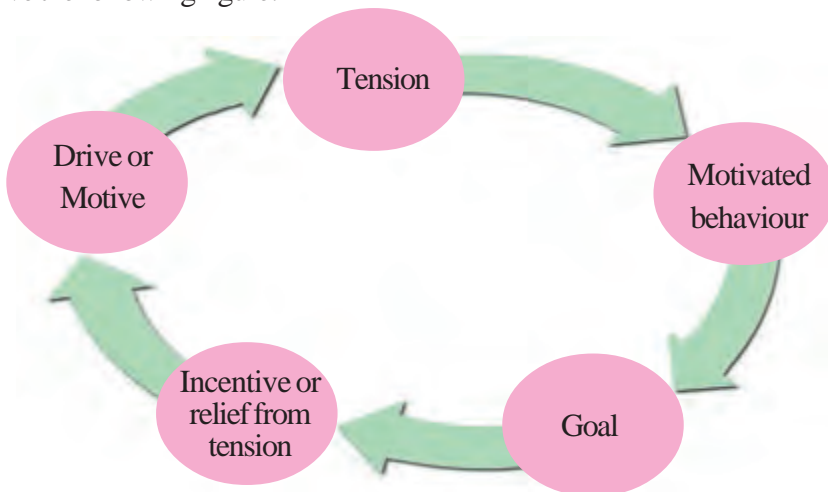 Tension
Drive or
Motive
Motivated
behaviour
Incentive or
relief from
tension
Goal